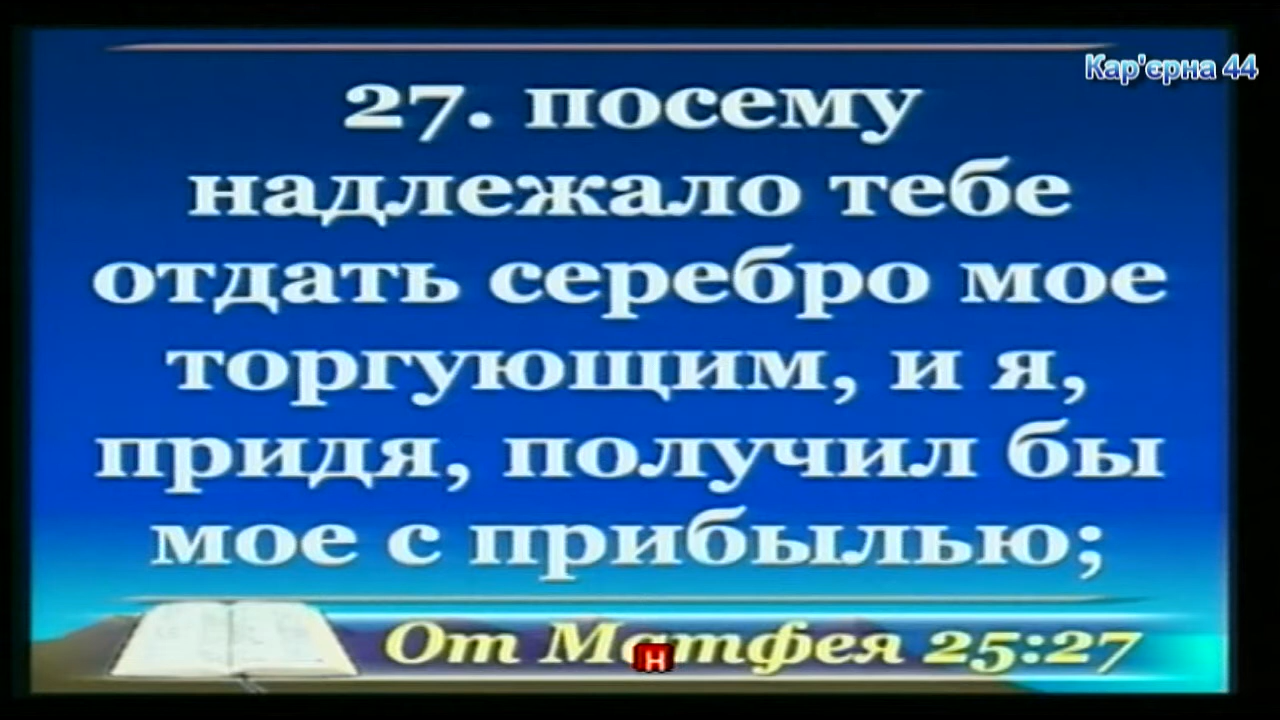 Кар'єрна 44
27. посему
надлежало тебе
отдать серебро мое
торгующим, и я,
придя, получил бы
мое с прибылью;
От Матфея 25:27
н